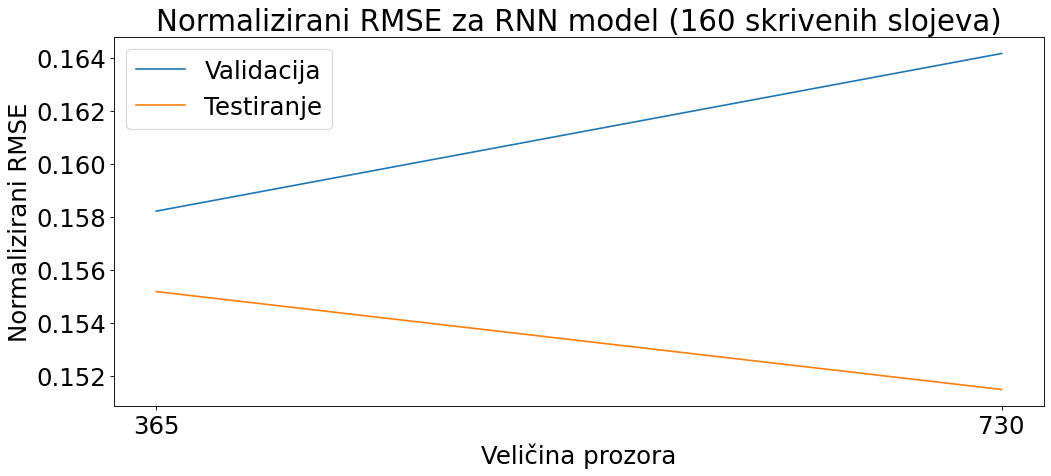 Normalizirani RMSE za RNN model (160 skrivenih slojeva)
Validacija
Testiranje
Normalizirani RMSE
0.164
0.162
0.160
0.158
0.156
0.154
0.152
365
730
Veličina prozora